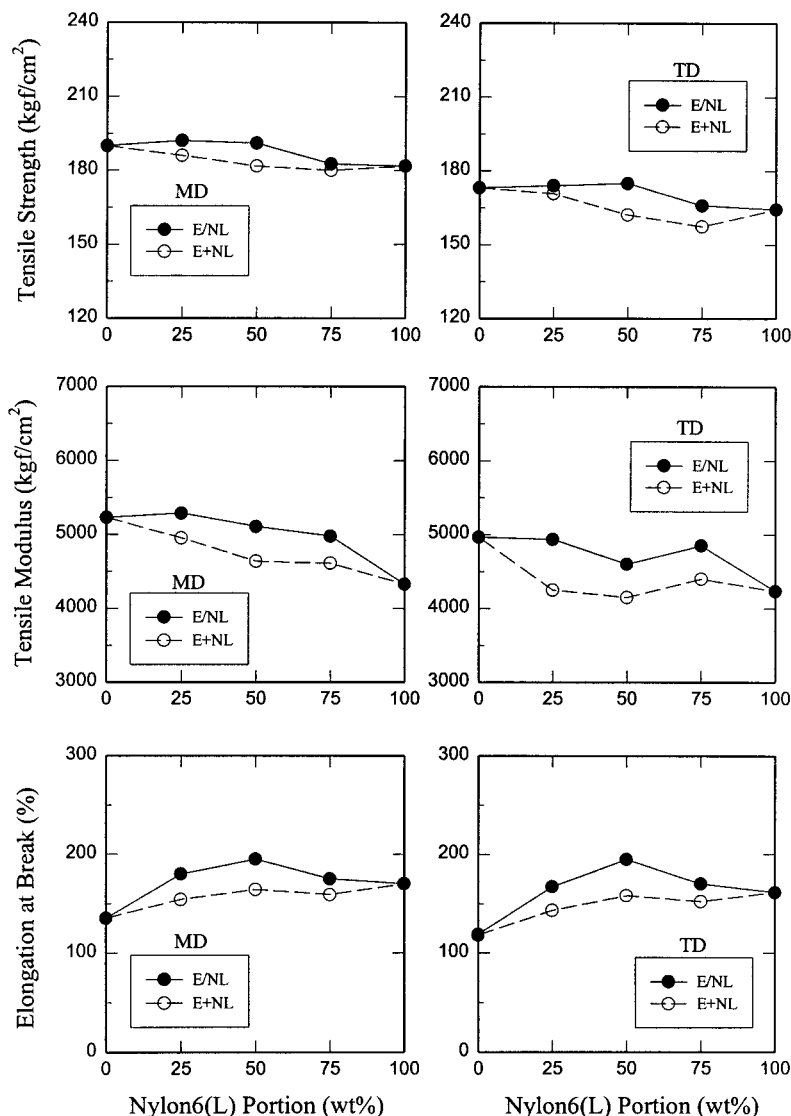 Tensile Strength (kgf/cm²)
240
210
180
150
120
MD
E/NL
E+NL
0 25 50 75 100
240
210
180
150
120
TD
E/NL
E+NL
0 25 50 75 100
Tensile Modulus (kgf/cm²)
7000
6000
5000
4000
3000
MD
E/NL
E+NL
0 25 50 75 100
7000
6000
5000
4000
3000
TD
E/NL
E+NL
0 25 50 75 100
Elongation at Break (%)
300
200
100
0
MD
E/NL
E+NL
0 25 50 75 100
Nylon6(L) Portion (wt%)
300
200
100
0
TD
E/NL
E+NL
0 25 50 75 100
Nylon6(L) Portion (wt%)